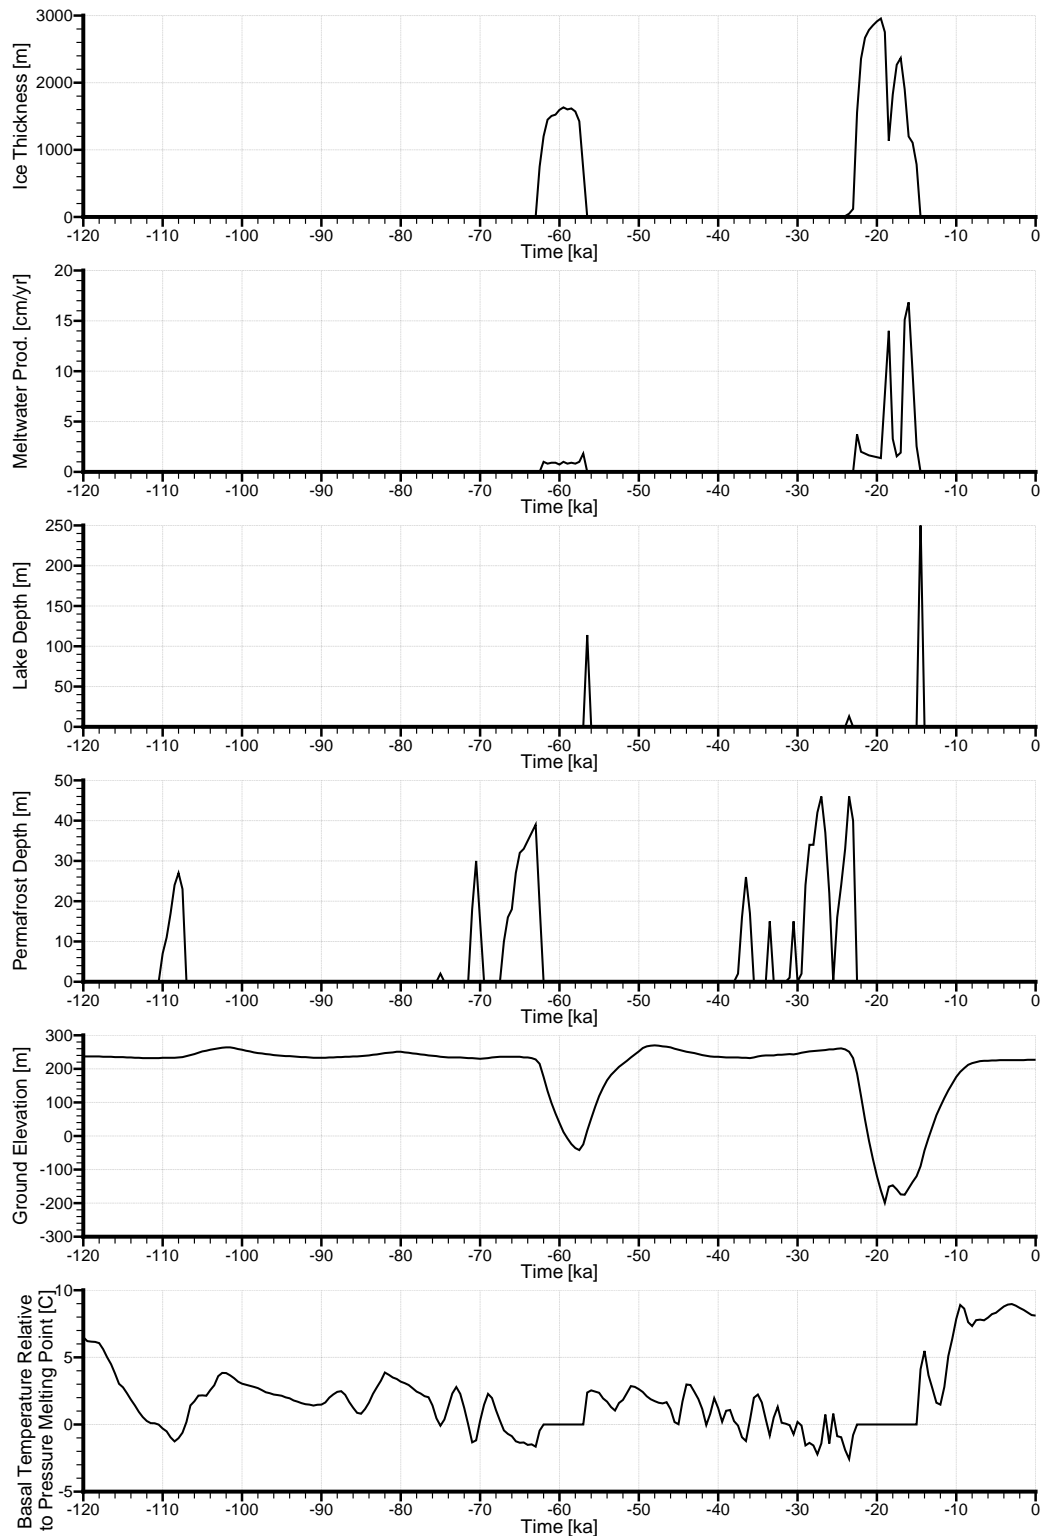 Ice Thickness [m]
3000
2000
1000
0
-120 -110 -100 -90 -80 -70 -60 -50 -40 -30 -20 -10 0
Time [ka]
Meltwater Prod. [cm/yr]
20
15
10
5
0
-120 -110 -100 -90 -80 -70 -60 -50 -40 -30 -20 -10 0
Time [ka]
Lake Depth [m]
250
200
150
100
50
0
-120 -110 -100 -90 -80 -70 -60 -50 -40 -30 -20 -10 0
Time [ka]
Permafrost Depth [m]
50
40
30
20
10
0
-120 -110 -100 -90 -80 -70 -60 -50 -40 -30 -20 -10 0
Time [ka]
Ground Elevation [m]
300
200
100
0
-100
-200
-300
-120 -110 -100 -90 -80 -70 -60 -50 -40 -30 -20 -10 0
Time [ka]
Basal Temperature Relative
to Pressure Melting Point [C]
10
5
0
-5
-120 -110 -100 -90 -80 -70 -60 -50 -40 -30 -20 -10 0
Time [ka]